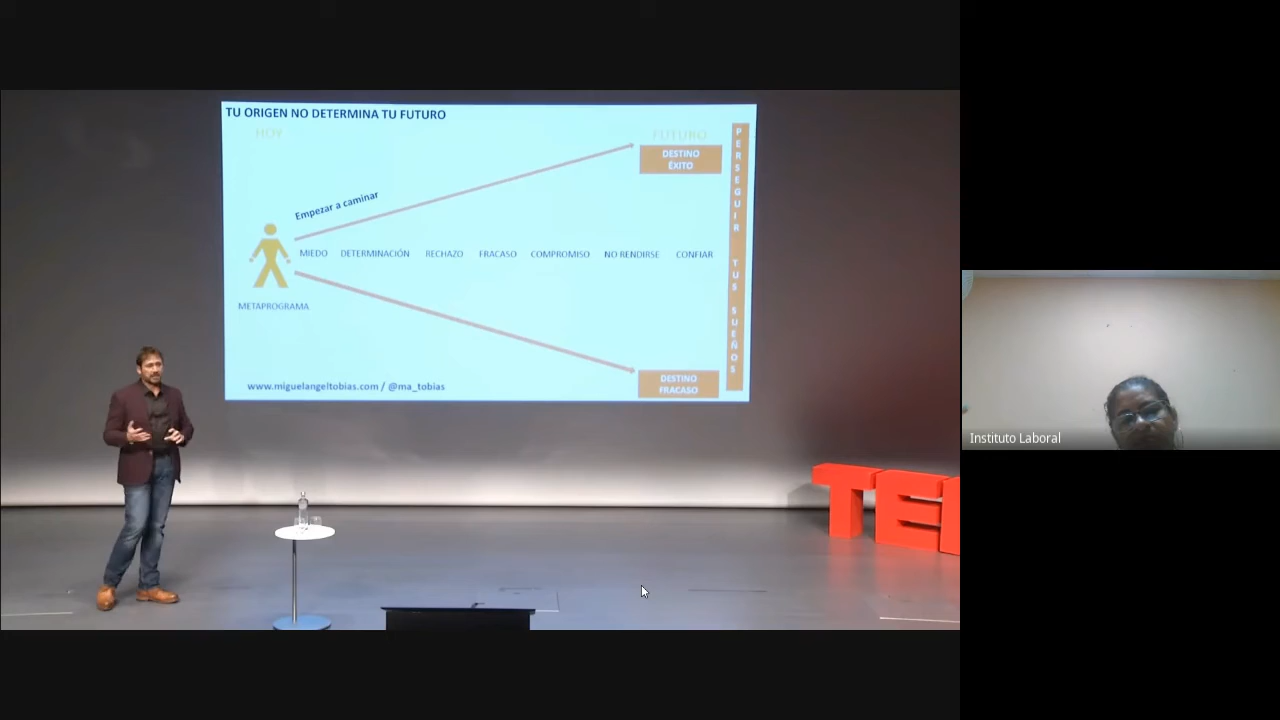 TU ORIGEN NO DETERMINA TU FUTURO
HOY
FUTURO
DESTINO
ÉXITO
Empezar a caminar
MIEDO DETERMINACIÓN RECHAZO FRACASO COMPROMISO NO RENDIRSE CONFIAR
METAPROGRAMA
DESTINO
FRACASO
www.miguelangeltobias.com / @ma_tobias
PERSEGUIR TUS SUEÑOS
TE
Instituto Laboral